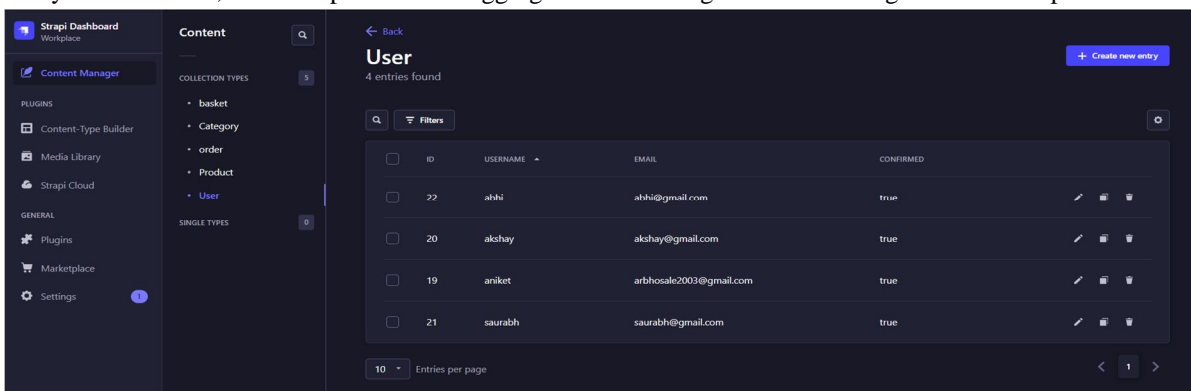 Strapi Dashboard
Workplace
Content Manager
PLUGINS
Content-Type Builder
Media Library
Strapi Cloud
GENERAL
Plugins
Marketplace
Settings
1
Content
COLLECTION TYPES 5
basket
Category
order
Product
User
SINGLE TYPES 0
Back
User
4 entries found
Create new entry
Filters
ID USERNAME EMAIL CONFIRMED
22 abhi abhi@gmail.com true
20 akshay akshay@gmail.com true
19 aniket arbhosale2003@gmail.com true
21 saurabh saurabh@gmail.com true
10 Entries per page
1